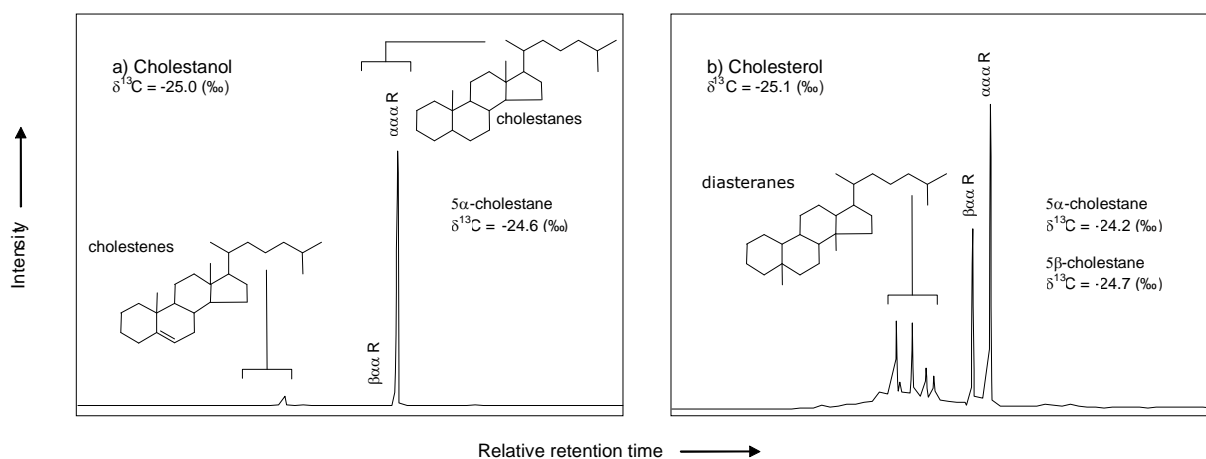 a) Cholestanol
δ13C = -25.0 (‰)
ααα R
cholestanes
5α-cholestane
δ13C = -24.6 (‰)
cholestenes
βαα R
b) Cholesterol
δ13C = -25.1 (‰)
ααα R
diasteranes
βαα R
5α-cholestane
δ13C = -24.2 (‰)
5β-cholestane
δ13C = -24.7 (‰)
Intensity
Relative retention time